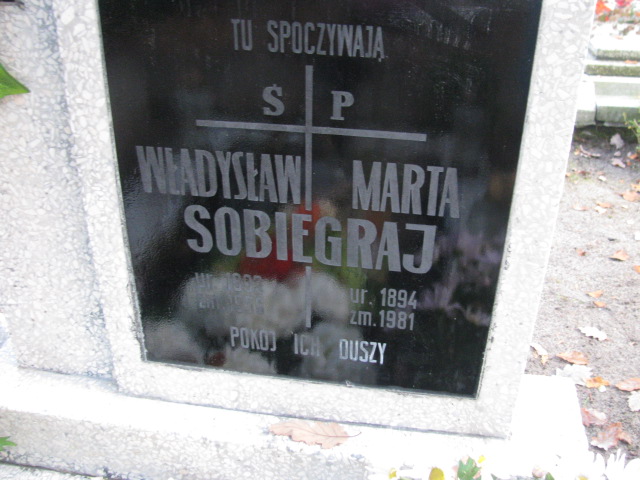 TU SPOCZYWAJĄ
Ś P
WŁADYSŁAW MARTA
SOBIEGRAJ
ur. 1894
zm. 1981
POKÓJ ICH DUSZY